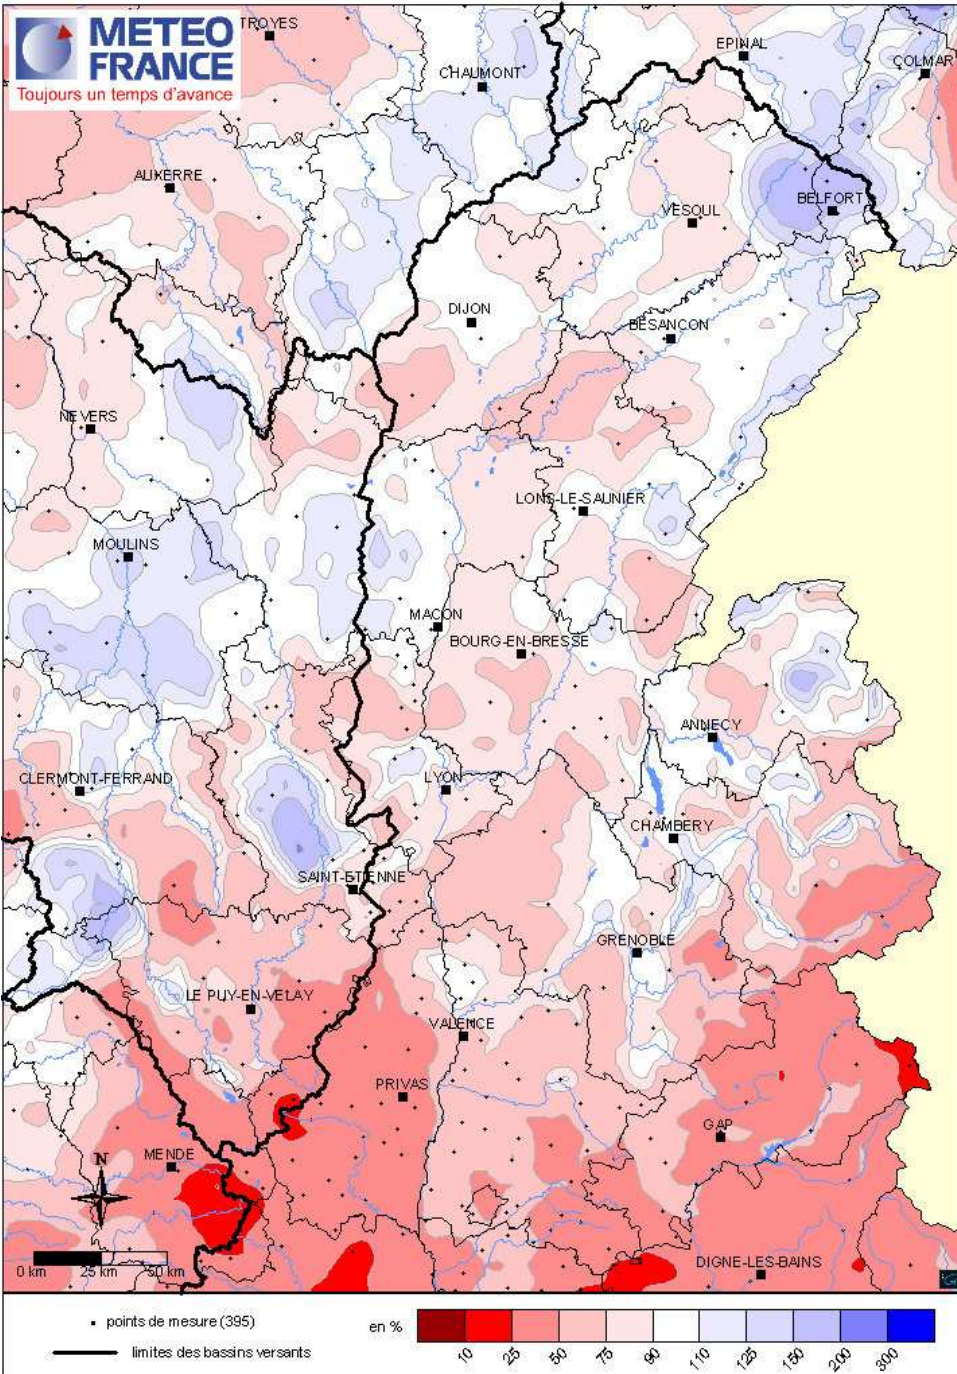 METEO
FRANCE
Toujours un temps d'avance
TROYES
CHAUMONT
EPINAL
COLMAR
AUXERRE
BELFORT
VESOUL
DIJON
BESANCON
NEVERS
LONS-LE-SAUNIER
MOULINS
MACON
BOURG-EN-BRESSE
ANNECY
CLERMONT-FERRAND
LYON
CHAMBERY
SAINT-ETIENNE
GRENOBLE
LE PUY-EN-VELAY
VALENCE
PRIVAS
GAP
MENDE
N
DIGNE-LES-BAINS
0 km 25 km 50 km
points de mesure (395)
limites des bassins versants
en %
10 25 50 75 90 110 125 150 200 300